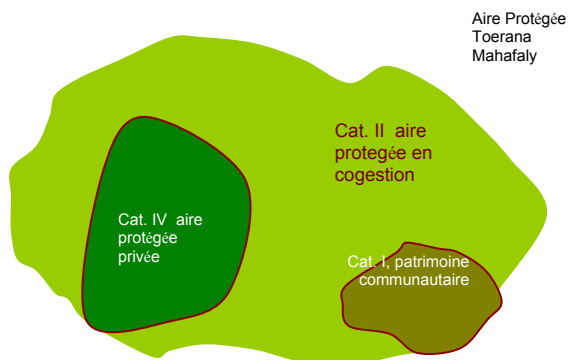 Aire Protégée
Toerana
Mahafaly
Cat. II aire
protegée en
cogestion
Cat. IV aire
protégée
privée
Cat. I, patrimoine
communautaire